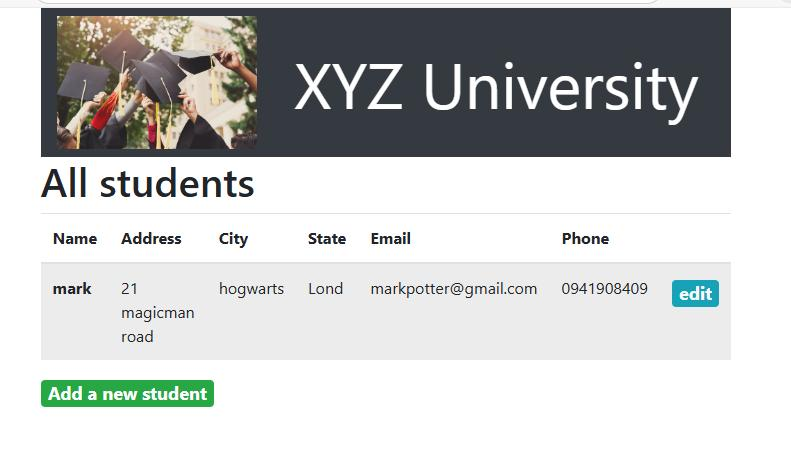 XYZ University
All students
Name Address City State Email Phone
mark 21 hogwarts Lond markpotter@gmail.com 0941908409 edit
magicman
road
Add a new student